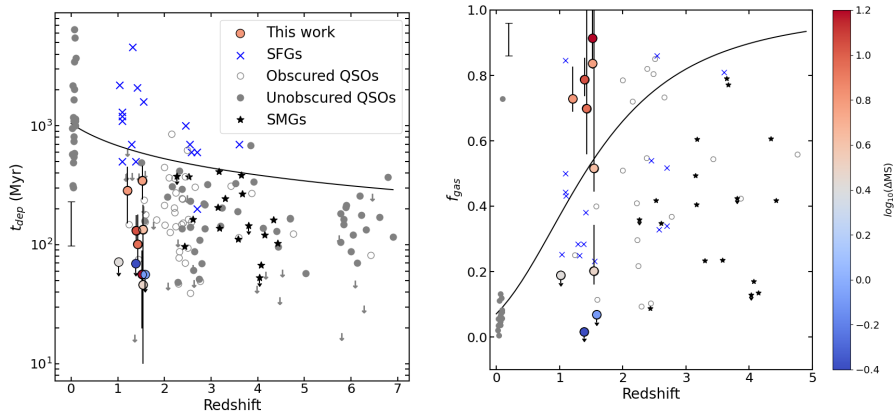 This work
SFGs
Obscured QSOs
Unobscured QSOs
SMGs
10³
10²
10¹
t_dep (Myr)
0 1 2 3 4 5 6 7
Redshift
1.0
0.8
0.6
0.4
0.2
0.0
f_gas
0 1 2 3 4 5
Redshift
1.2
1.0
0.8
0.6
0.4
0.2
0.0
−0.2
−0.4
log₁₀(ΔMS)